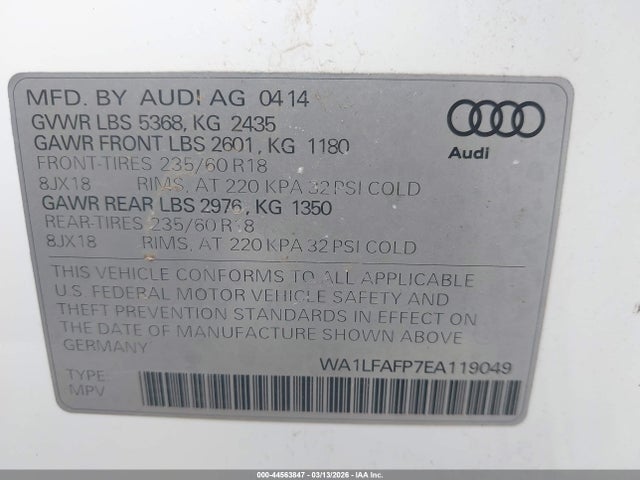 MFD. BY AUDI AG 0414
GVWR LBS 5368, KG 2435
GAWR FRONT LBS 2601, KG 1180
FRONT-TIRES 235/60 R18
8JX18 RIMS, AT 220 KPA 32 PSI COLD
GAWR REAR LBS 2976, KG 1350
REAR-TIRES 235/60 R18
8JX18 RIMS, AT 220 KPA 32 PSI COLD
Audi
THIS VEHICLE CONFORMS TO ALL APPLICABLE
U.S. FEDERAL MOTOR VEHICLE SAFETY AND
THEFT PREVENTION STANDARDS IN EFFECT ON
THE DATE OF MANUFACTURE SHOWN ABOVE
GERMANY
WA1LFAFP7EA119049
TYPE:
MPV
000-44563847 — 03/13/2026 — IAA Inc.